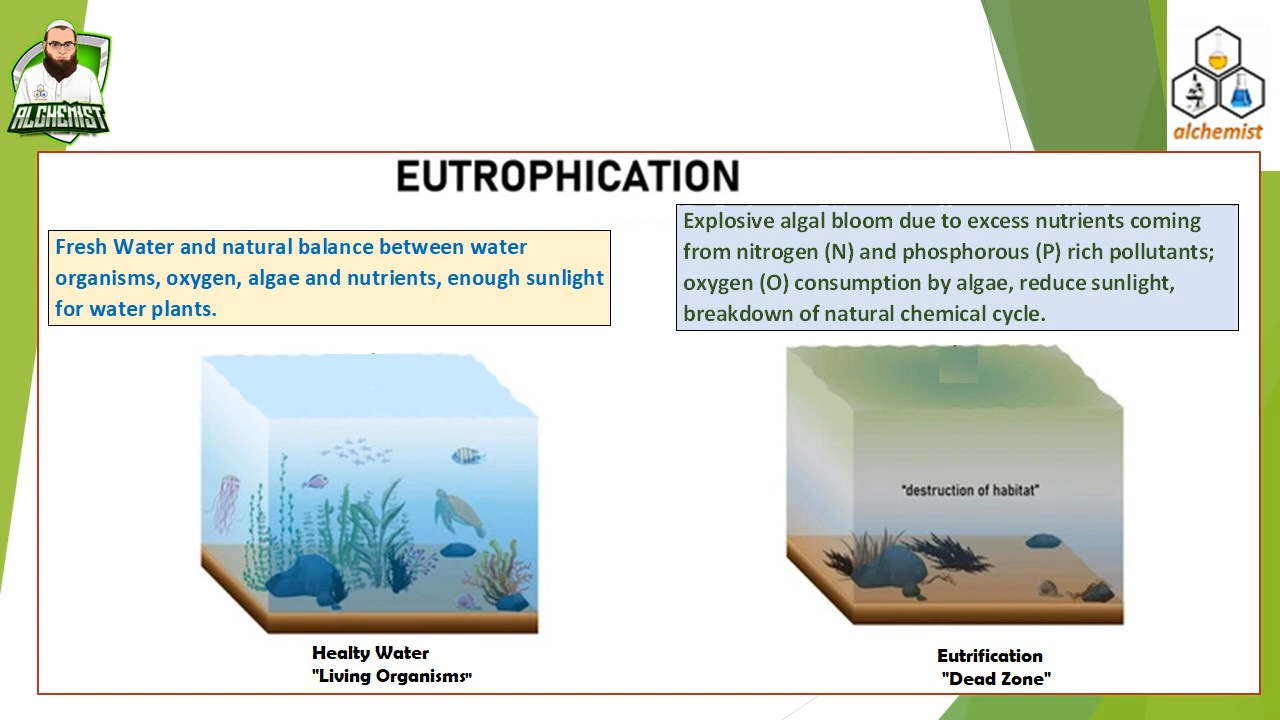 ALCHEMIST
alchemist
EUTROPHICATION
Fresh Water and natural balance between water
organisms, oxygen, algae and nutrients, enough sunlight
for water plants.
Explosive algal bloom due to excess nutrients coming
from nitrogen (N) and phosphorous (P) rich pollutants;
oxygen (O) consumption by algae, reduce sunlight,
breakdown of natural chemical cycle.
"destruction of habitat"
Healty Water
"Living Organisms"
Eutrification
"Dead Zone"